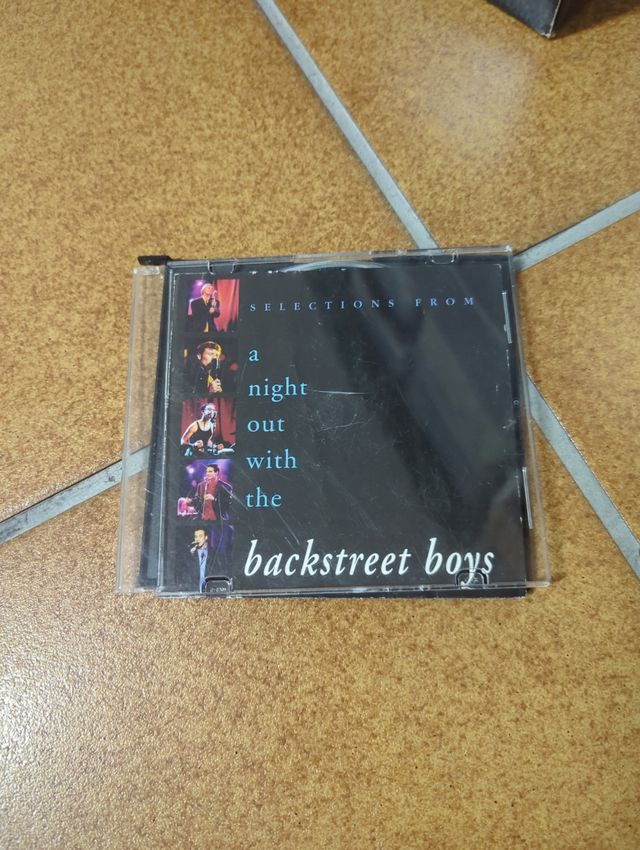 SELECTIONS FROM
a
night
out
with
the
backstreet boys